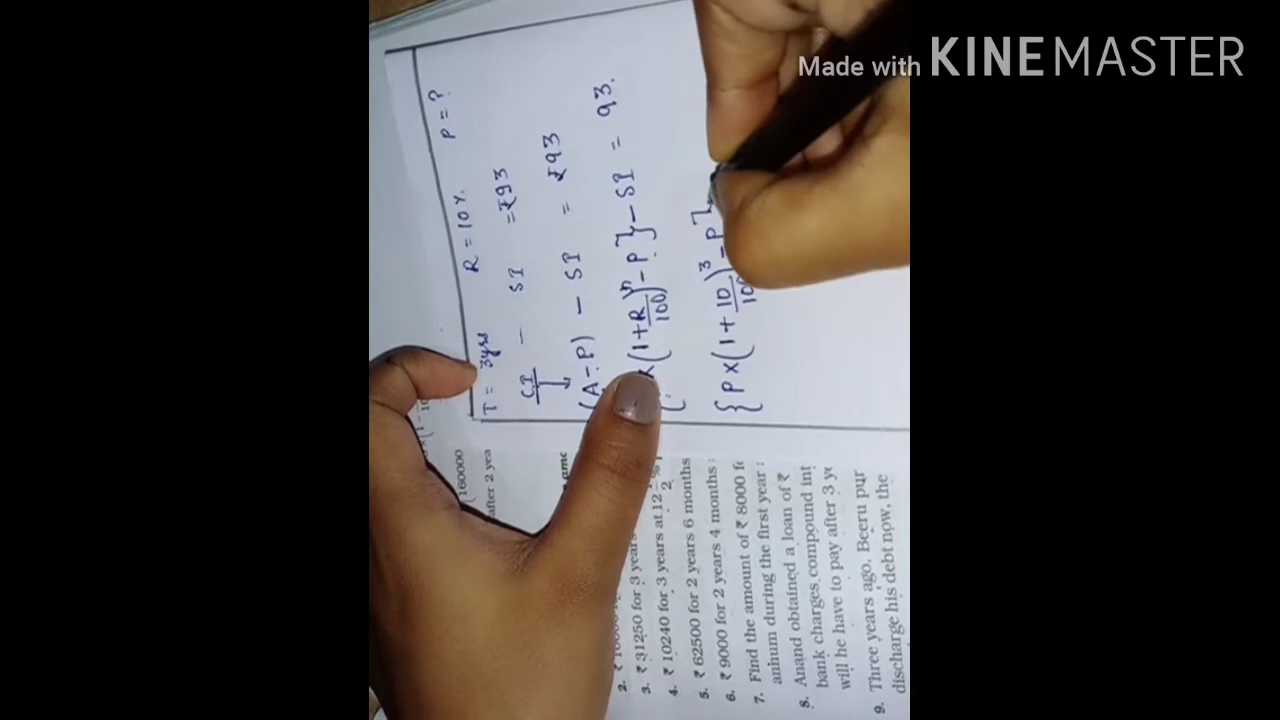 Made with KINEMASTER
T = 3yrs R = 10%. P = ?
CI - SI = ₹93
(A-P) - SI = ₹93
x(1+R/100)^n - P} - SI = 93.
{Px(1+10/100)^3 - P}
160000
after 2 yea
2.
3. ₹ 31250 for 3 years
4. ₹ 10240 for 3 years at 12 1/2 %
5. ₹ 62500 for 2 years 6 months
6. ₹ 9000 for 2 years 4 months :
7. Find the amount of ₹ 8000 fo
annum during the first year :
8. Anand obtained a loan of ₹
bank charges compound int
will he have to pay after 3 ye
9. Three years ago. Beeru pur
discharge his debt now, the